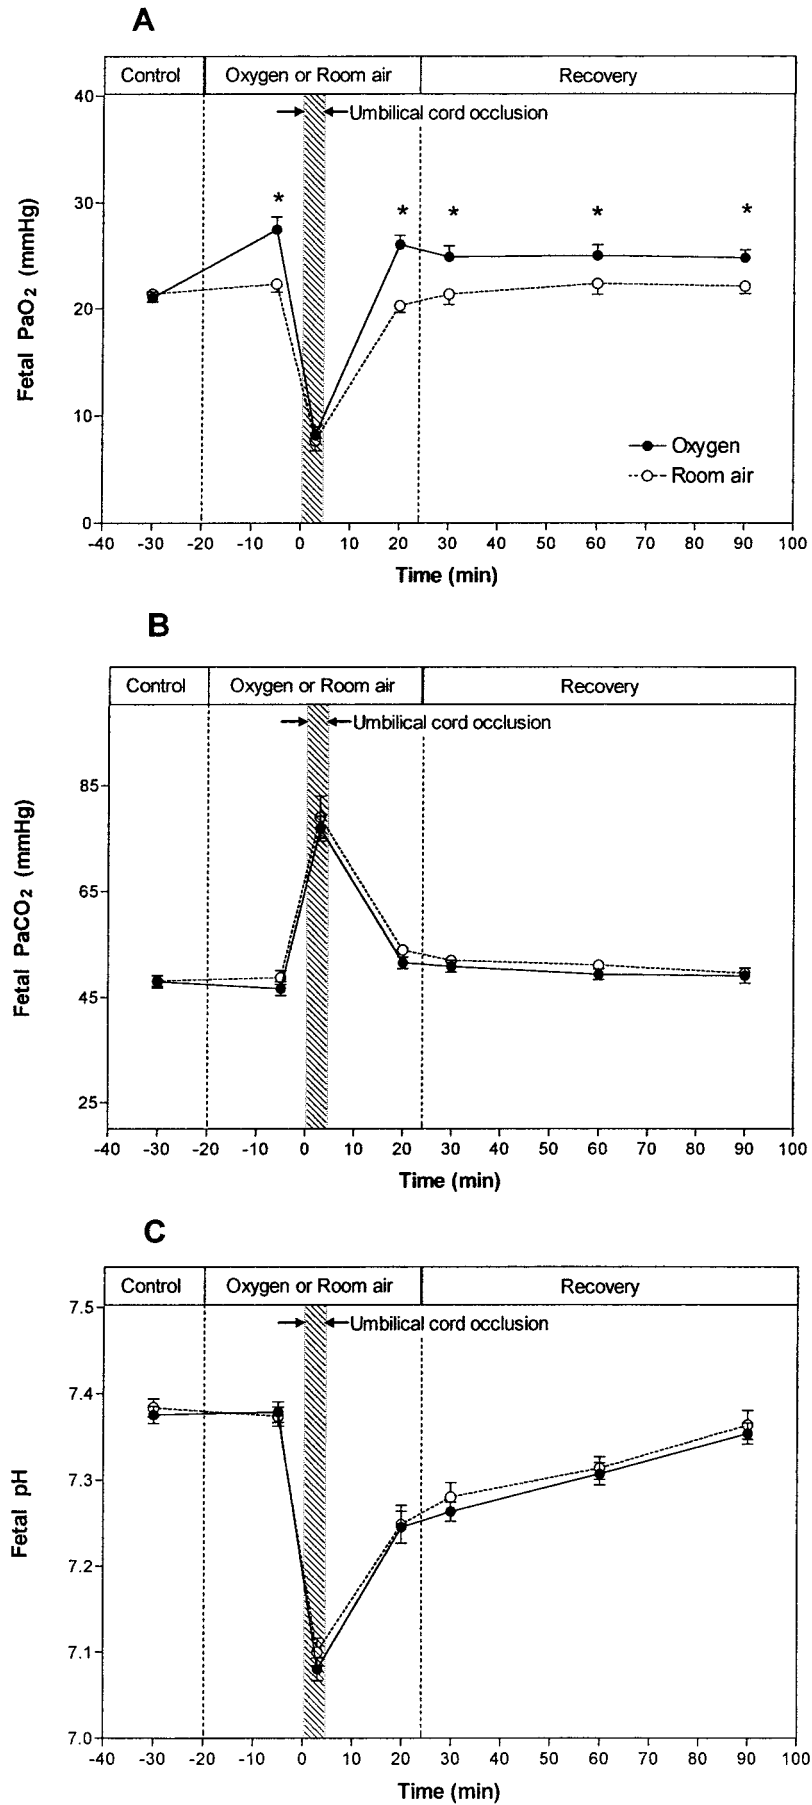 A
Control Oxygen or Room air Recovery
Umbilical cord occlusion
40
30
20
10
0
* * * * *
Fetal PaO2 (mmHg)
Oxygen
Room air
-40 -30 -20 -10 0 10 20 30 40 50 60 70 80 90 100
Time (min)
B
Control Oxygen or Room air Recovery
Umbilical cord occlusion
85
65
45
25
Fetal PaCO2 (mmHg)
-40 -30 -20 -10 0 10 20 30 40 50 60 70 80 90 100
Time (min)
C
Control Oxygen or Room air Recovery
Umbilical cord occlusion
7.5
7.4
7.3
7.2
7.1
7.0
Fetal pH
-40 -30 -20 -10 0 10 20 30 40 50 60 70 80 90 100
Time (min)